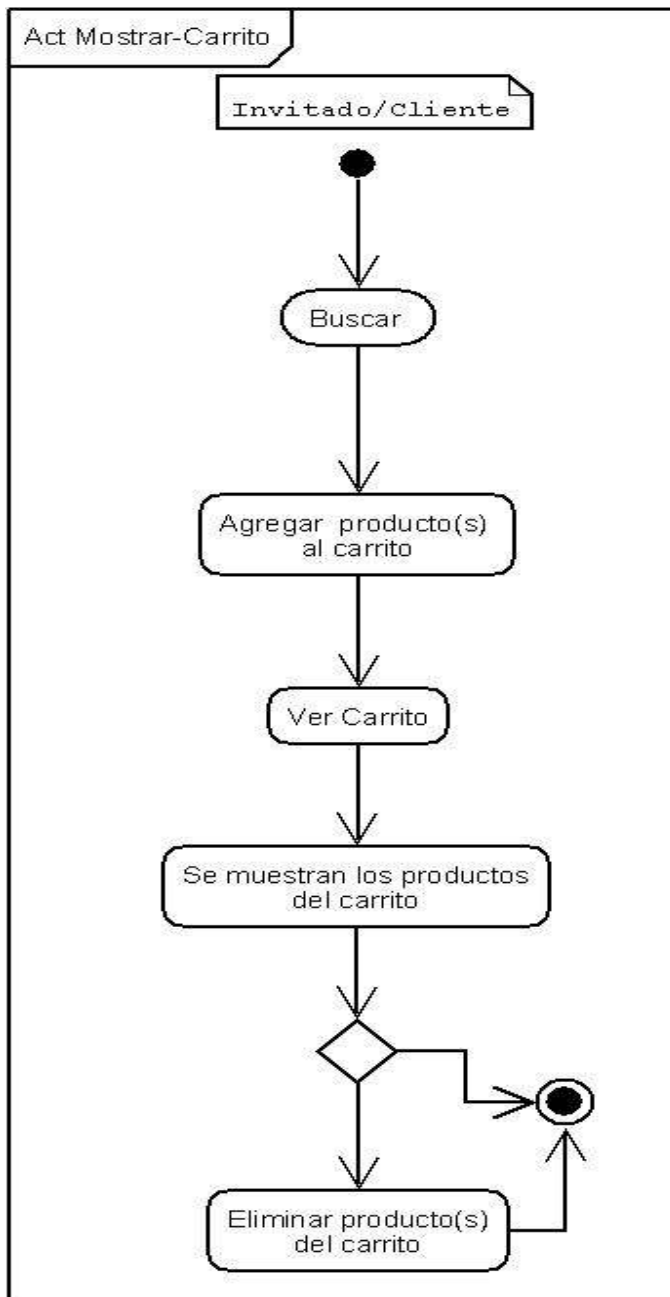 Act Mostrar-Carrito
Invitado/Cliente
Buscar
Agregar producto(s)
al carrito
Ver Carrito
Se muestran los productos
del carrito
Eliminar producto(s)
del carrito